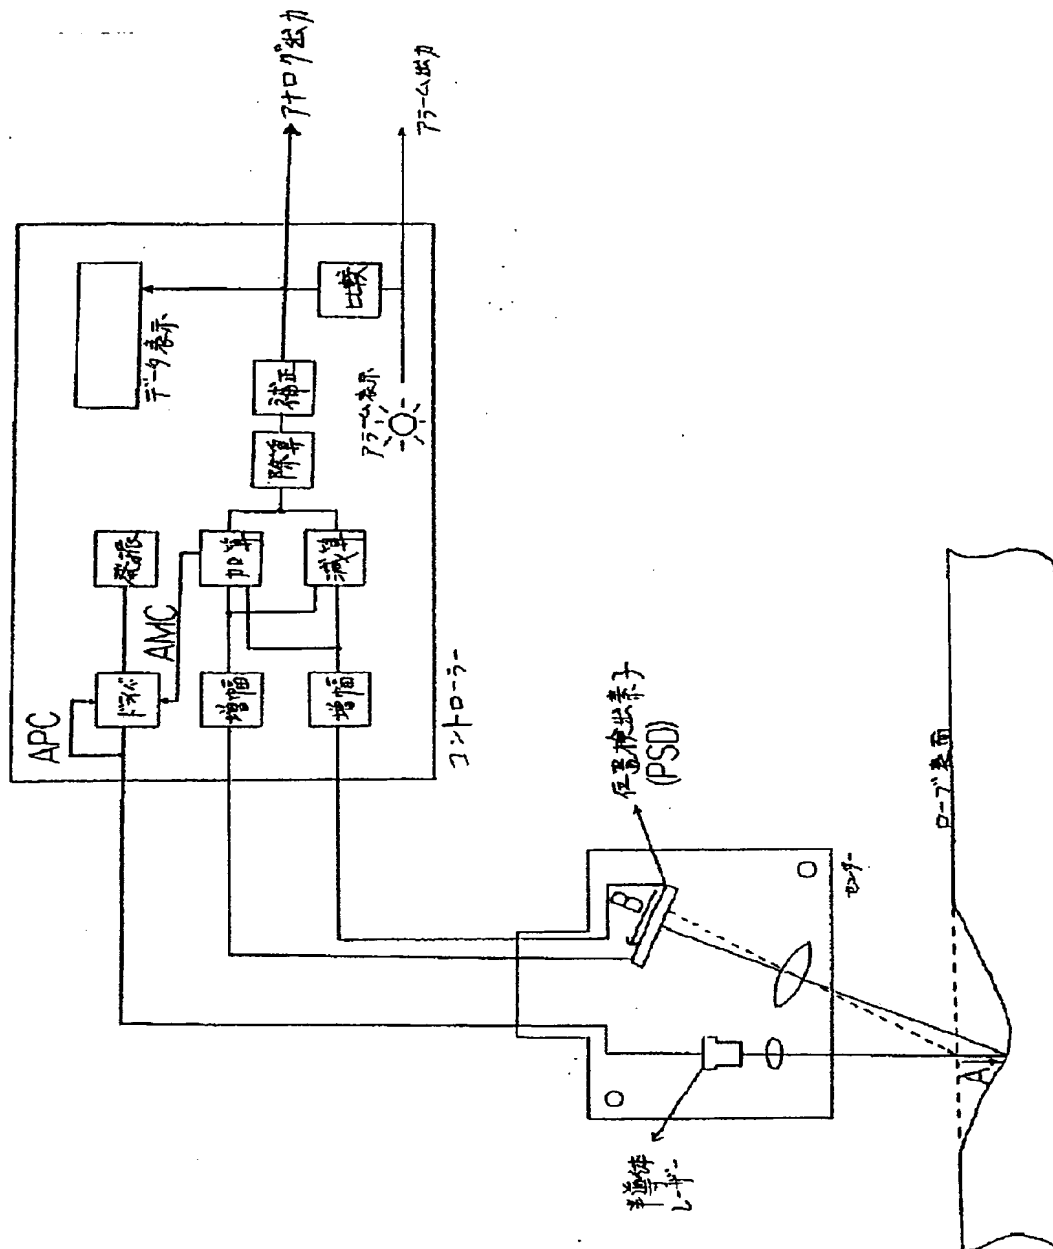 アナログ出力
アラーム出力
比較
データ表示
補正
アラーム表示
除算
発振
加算
減算
AMC
APC
ドライバ
増幅
増幅
コントローラー
位置検出素子
(PSD)
B
センサー
ロープ表面
A
半導体
レーザー